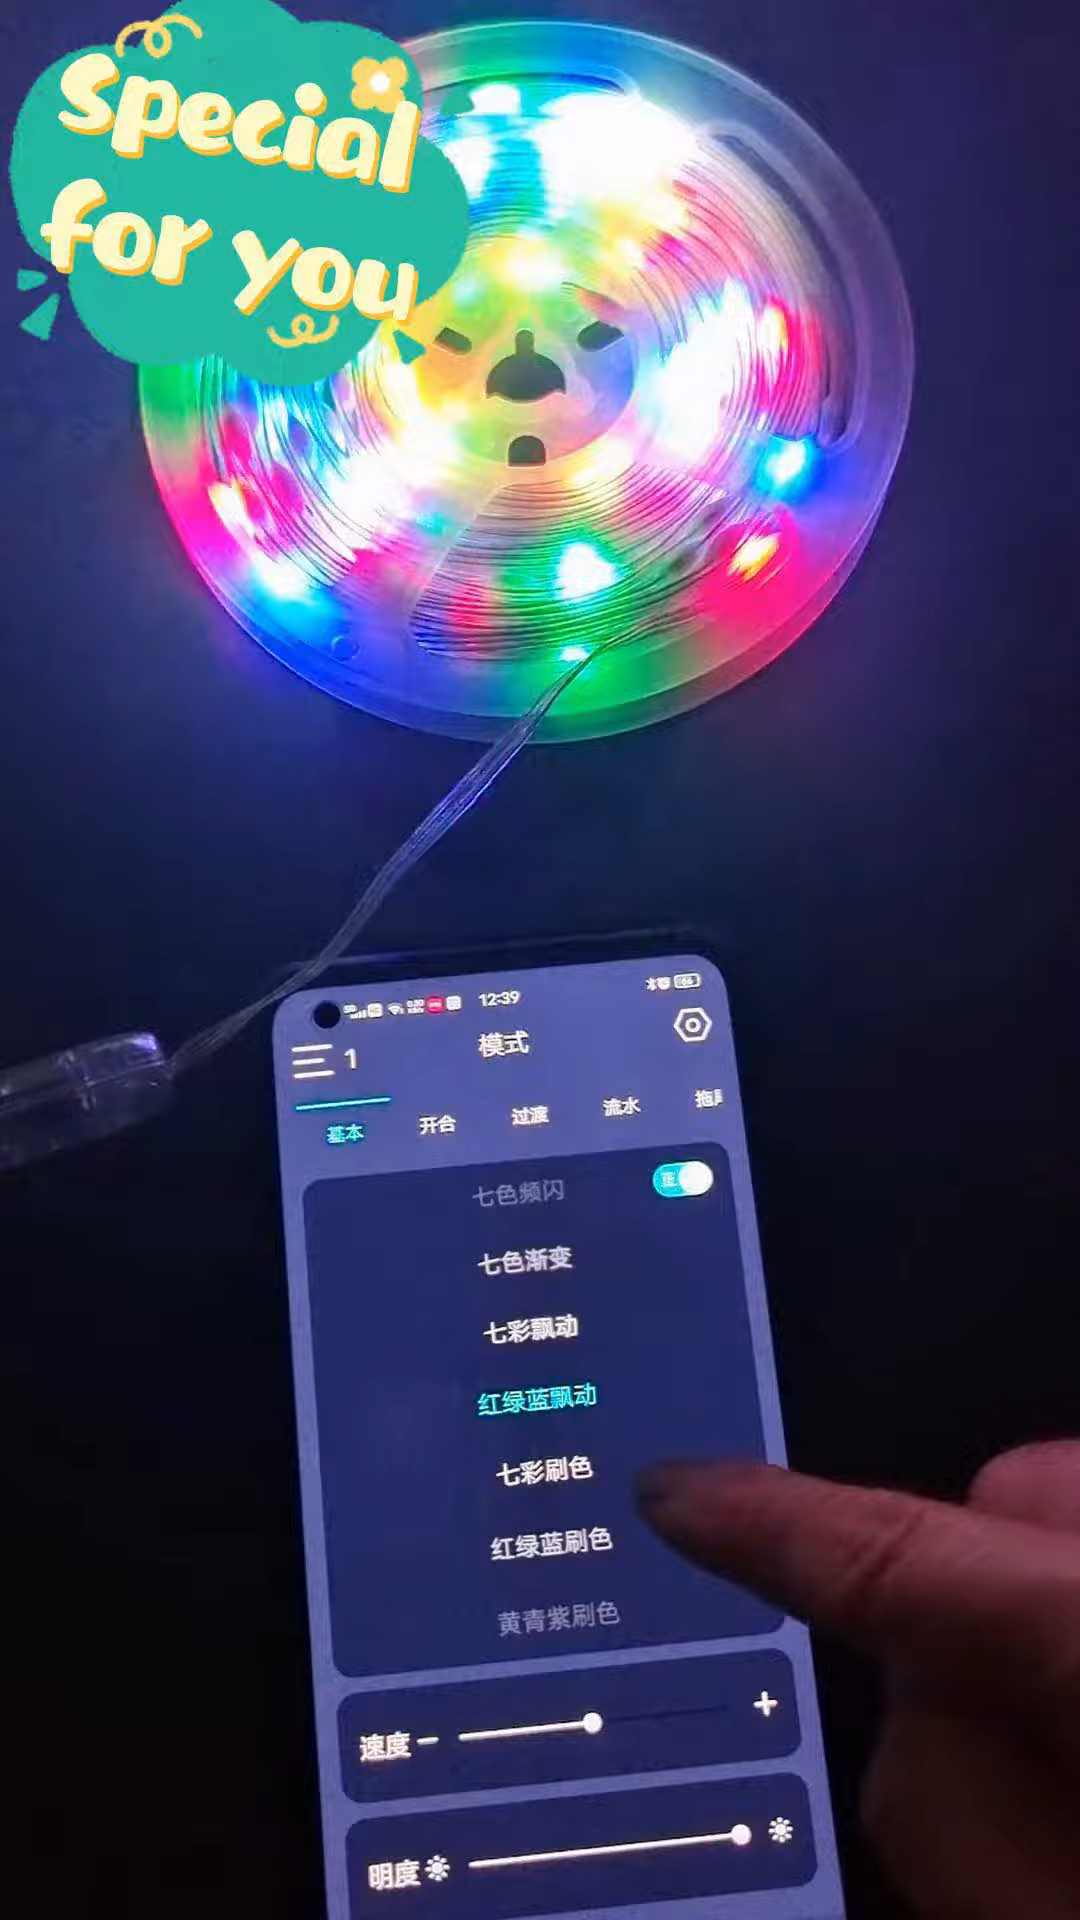 Special
for you
12:39
66
1
模式
基本
开合
过渡
流水
正
七色频闪
七色渐变
七彩飘动
红绿蓝飘动
七彩刷色
红绿蓝刷色
黄青紫刷色
速度
明度